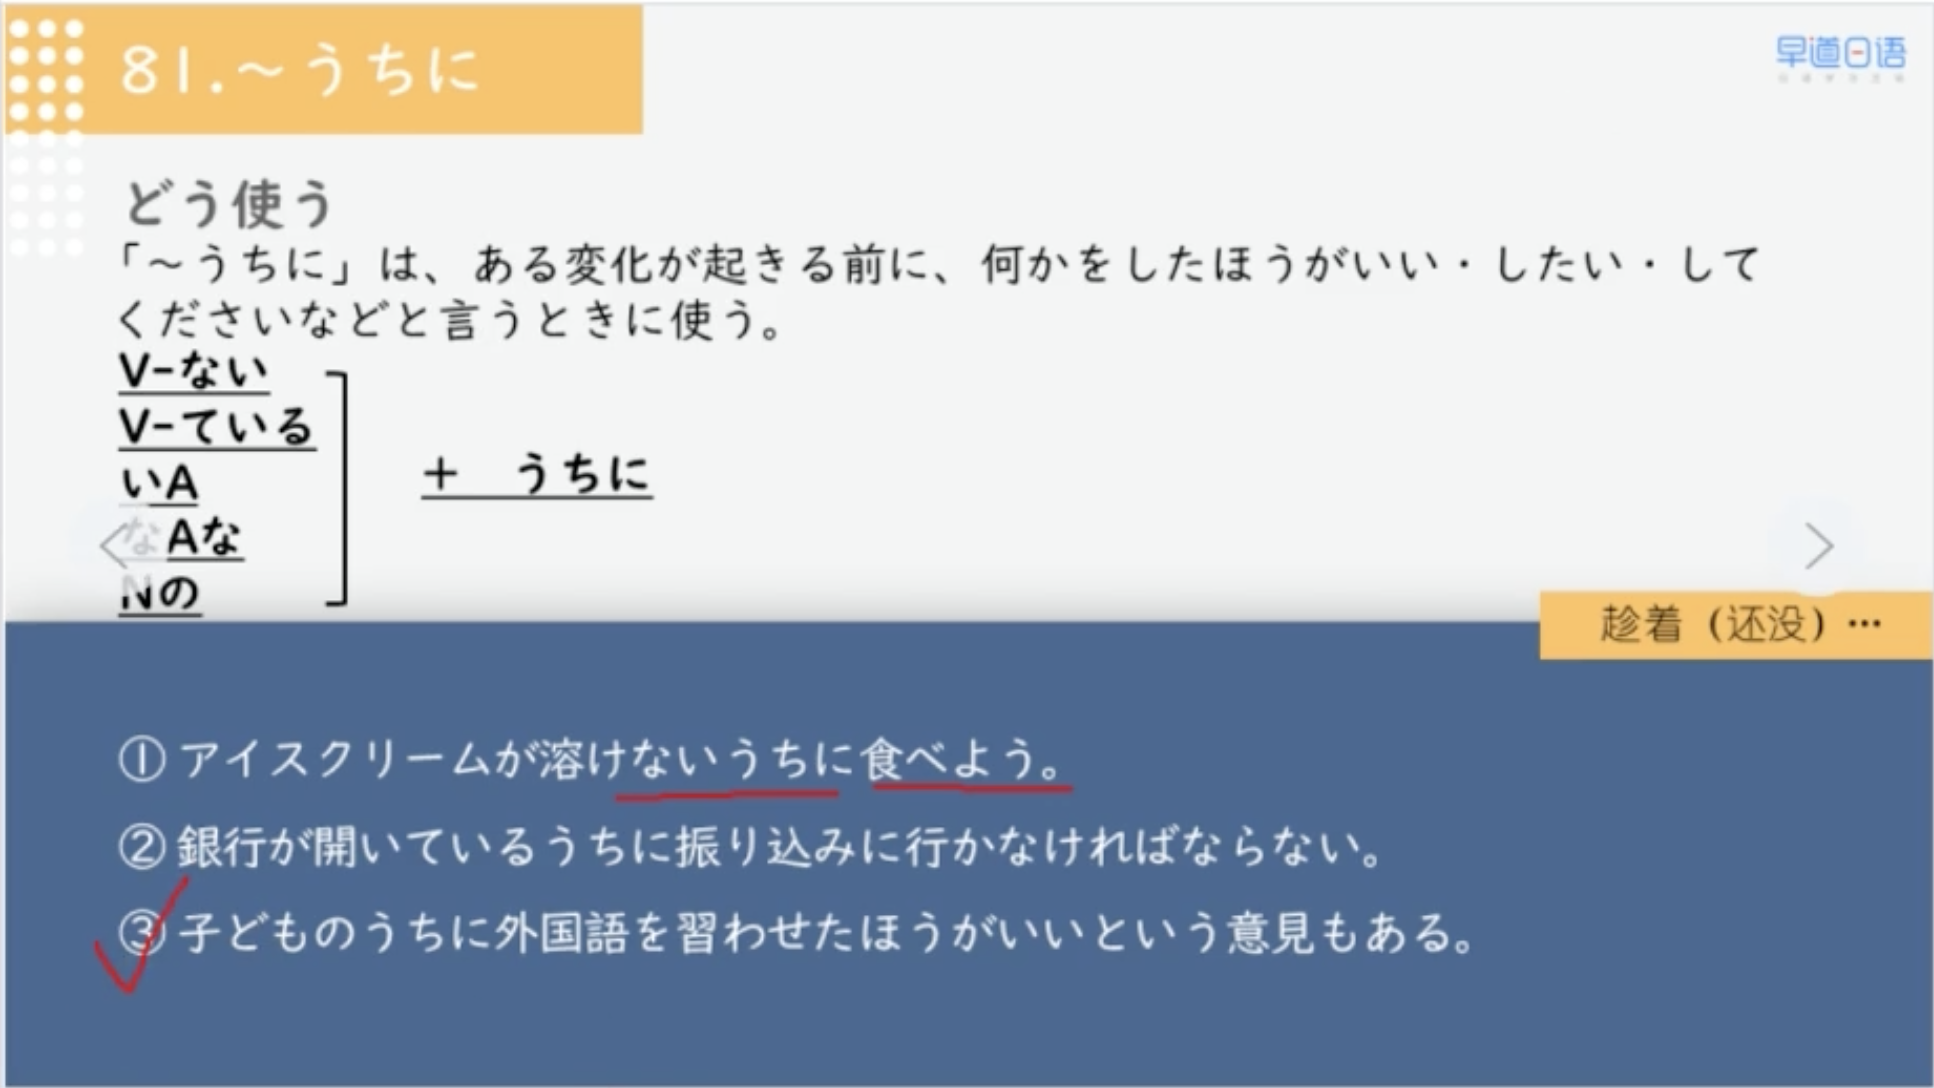 81.～うちに
早道日语
どう使う
「～うちに」は、ある変化が起きる前に、何かをしたほうがいい・したい・して
くださいなどと言うときに使う。
V-ない
V-ている
いA
なAな
Nの
+ うちに
趁着（还没）…
①アイスクリームが溶けないうちに食べよう。
②銀行が開いているうちに振り込みに行かなければならない。
③子どものうちに外国語を習わせたほうがいいという意見もある。